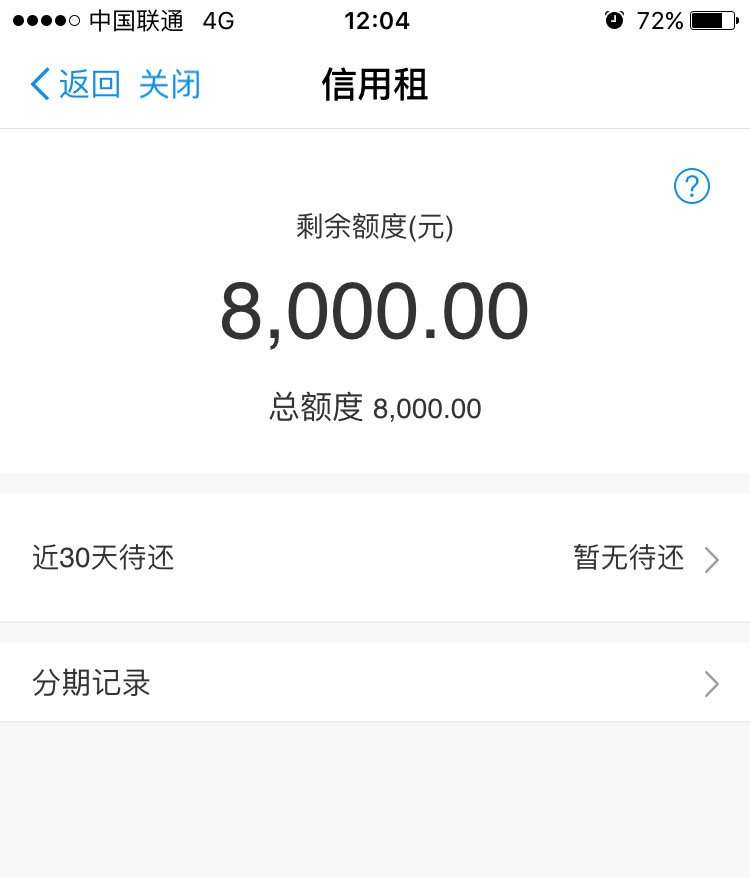 中国联通 4G 12:04 72%
返回 关闭 信用租
?
剩余额度(元)
8,000.00
总额度 8,000.00
近30天待还 暂无待还
分期记录